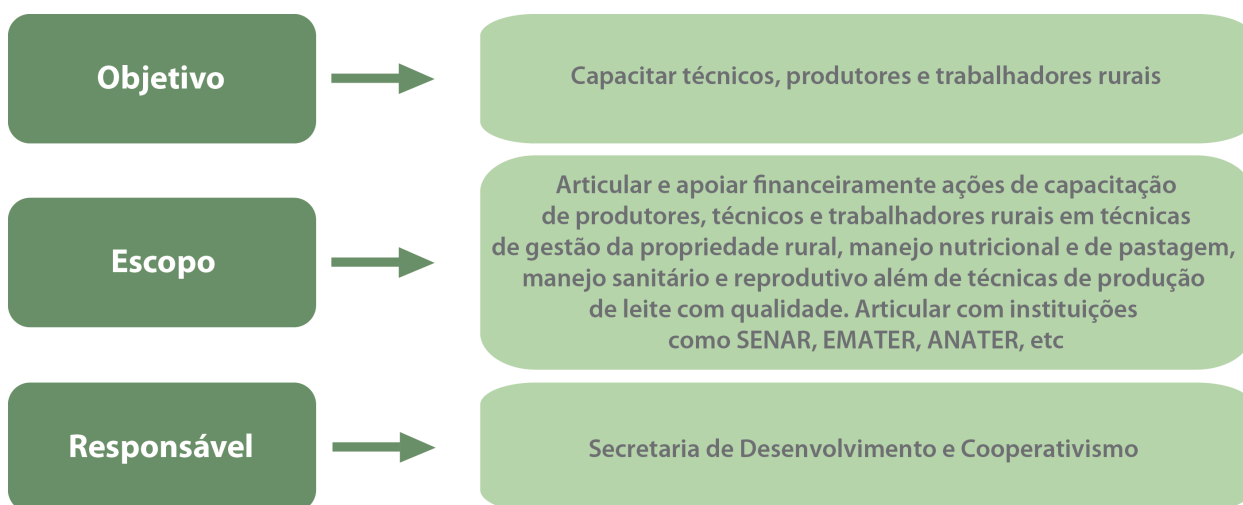 Objetivo
Capacitar técnicos, produtores e trabalhadores rurais
Escopo
Articular e apoiar financeiramente ações de capacitação
de produtores, técnicos e trabalhadores rurais em técnicas
de gestão da propriedade rural, manejo nutricional e de pastagem,
manejo sanitário e reprodutivo além de técnicas de produção
de leite com qualidade. Articular com instituições
como SENAR, EMATER, ANATER, etc
Responsável
Secretaria de Desenvolvimento e Cooperativismo